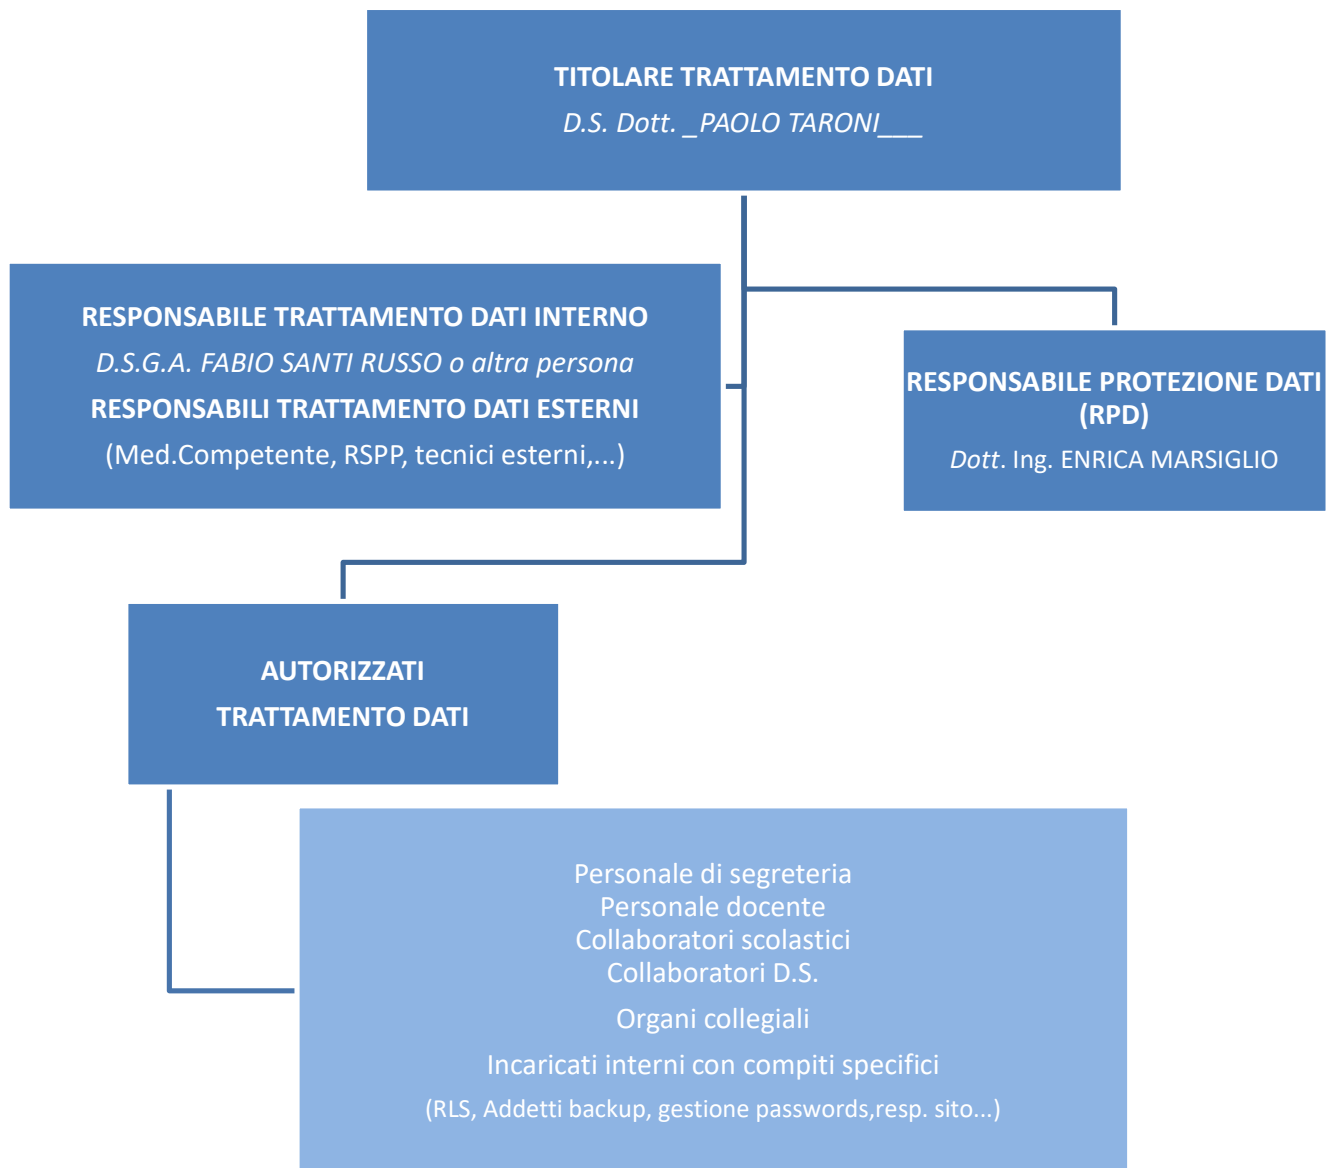 TITOLARE TRATTAMENTO DATI
D.S. Dott. _PAOLO TARONI___
RESPONSABILE TRATTAMENTO DATI INTERNO
D.S.G.A. FABIO SANTI RUSSO o altra persona
RESPONSABILI TRATTAMENTO DATI ESTERNI
(Med.Competente, RSPP, tecnici esterni,...)
RESPONSABILE PROTEZIONE DATI
(RPD)
Dott. Ing. ENRICA MARSIGLIO
AUTORIZZATI
TRATTAMENTO DATI
Personale di segreteria
Personale docente
Collaboratori scolastici
Collaboratori D.S.
Organi collegiali
Incaricati interni con compiti specifici
(RLS, Addetti backup, gestione passwords,resp. sito...)